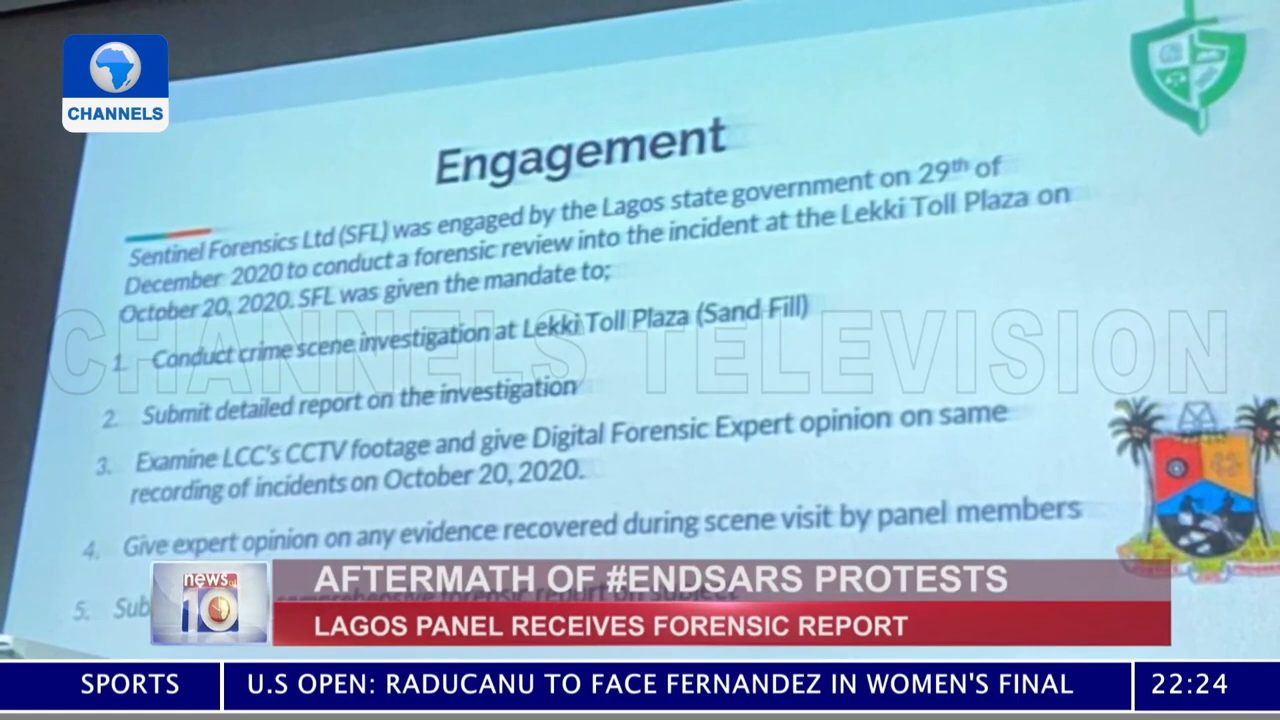 CHANNELS
Engagement
Sentinel Forensics Ltd (SFL) was engaged by the Lagos state government on 29th of
December 2020 to conduct a forensic review into the incident at the Lekki Toll Plaza on
October 20, 2020. SFL was given the mandate to;
1. Conduct crime scene investigation at Lekki Toll Plaza (Sand Fill)
CHANNELS TELEVISION
2. Submit detailed report on the investigation
3. Examine LCC's CCTV footage and give Digital Forensic Expert opinion on same
recording of incidents on October 20, 2020.
4. Give expert opinion on any evidence recovered during scene visit by panel members
5. Sub
news at
10
AFTERMATH OF #ENDSARS PROTESTS
LAGOS PANEL RECEIVES FORENSIC REPORT
SPORTS
U.S OPEN: RADUCANU TO FACE FERNANDEZ IN WOMEN'S FINAL
22:24